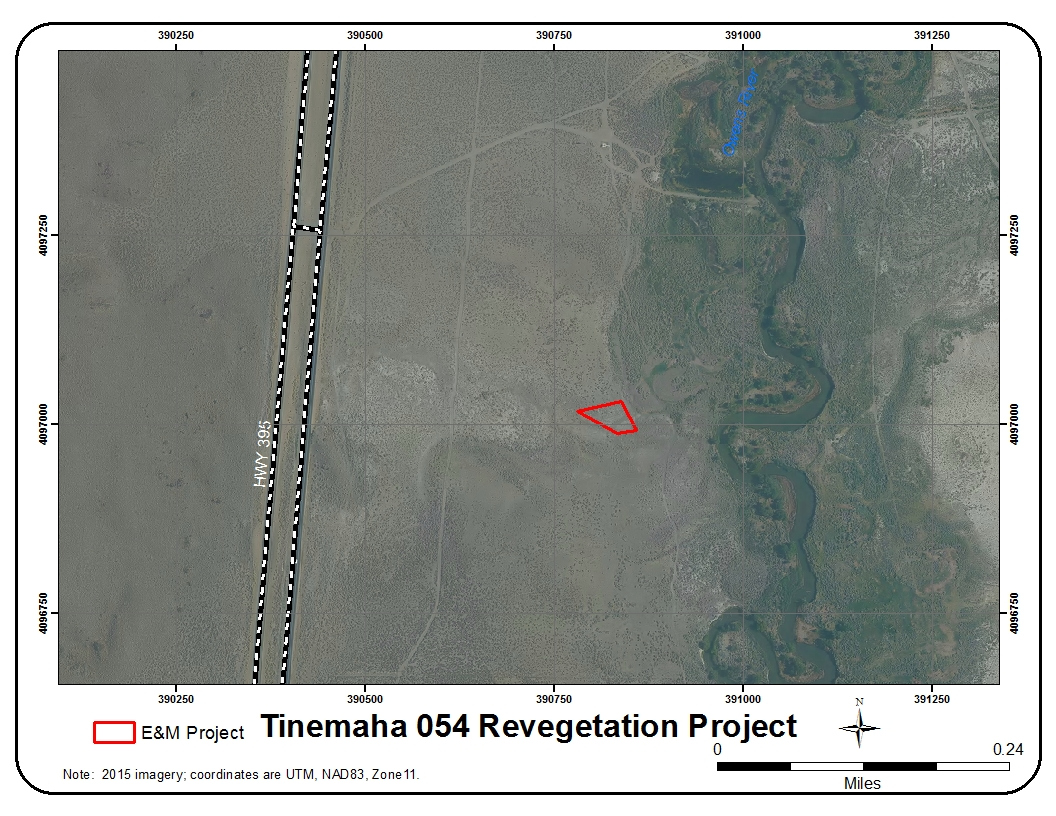 390250 390500 390750 391000 391250
4097250 4097250
HWY 395
4097000 4097000
4096750 4096750
390250 390500 390750 391000 391250
E&M Project
Tinemaha 054 Revegetation Project
N
0 0.24
Miles
Note: 2015 imagery; coordinates are UTM, NAD83, Zone11.